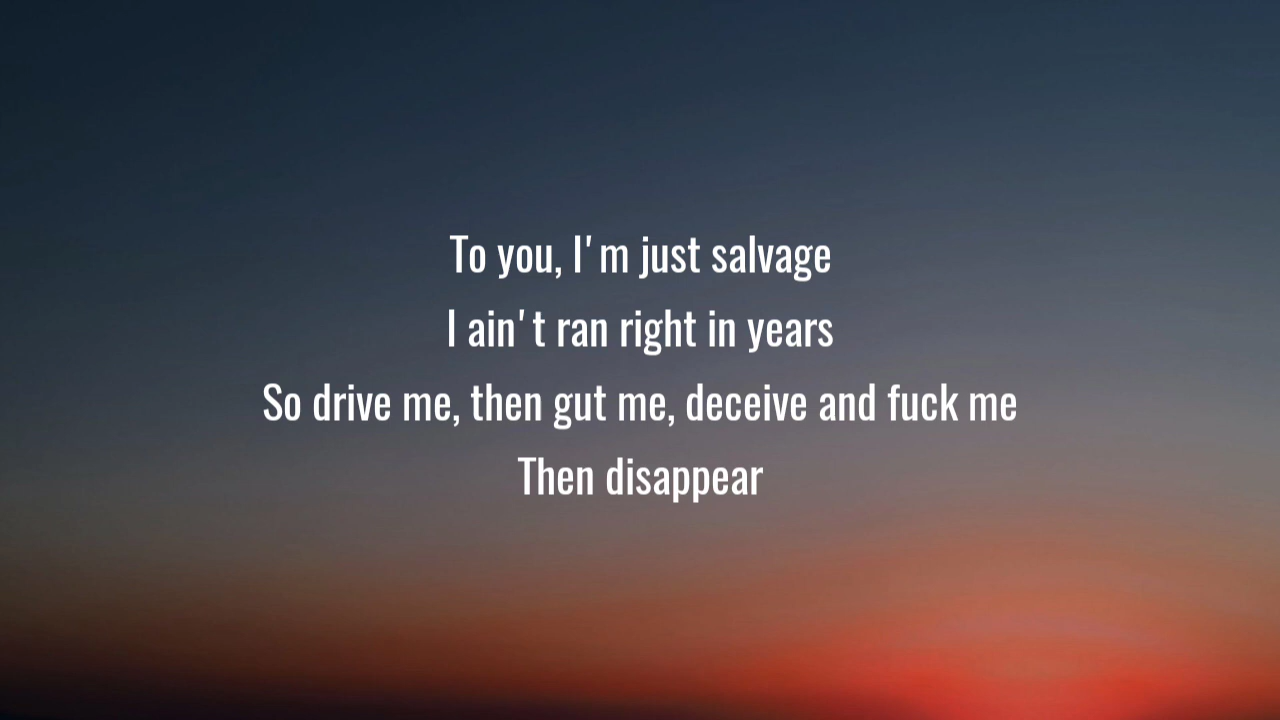 To you, I'm just salvage
I ain't ran right in years
So drive me, then gut me, deceive and fuck me
Then disappear